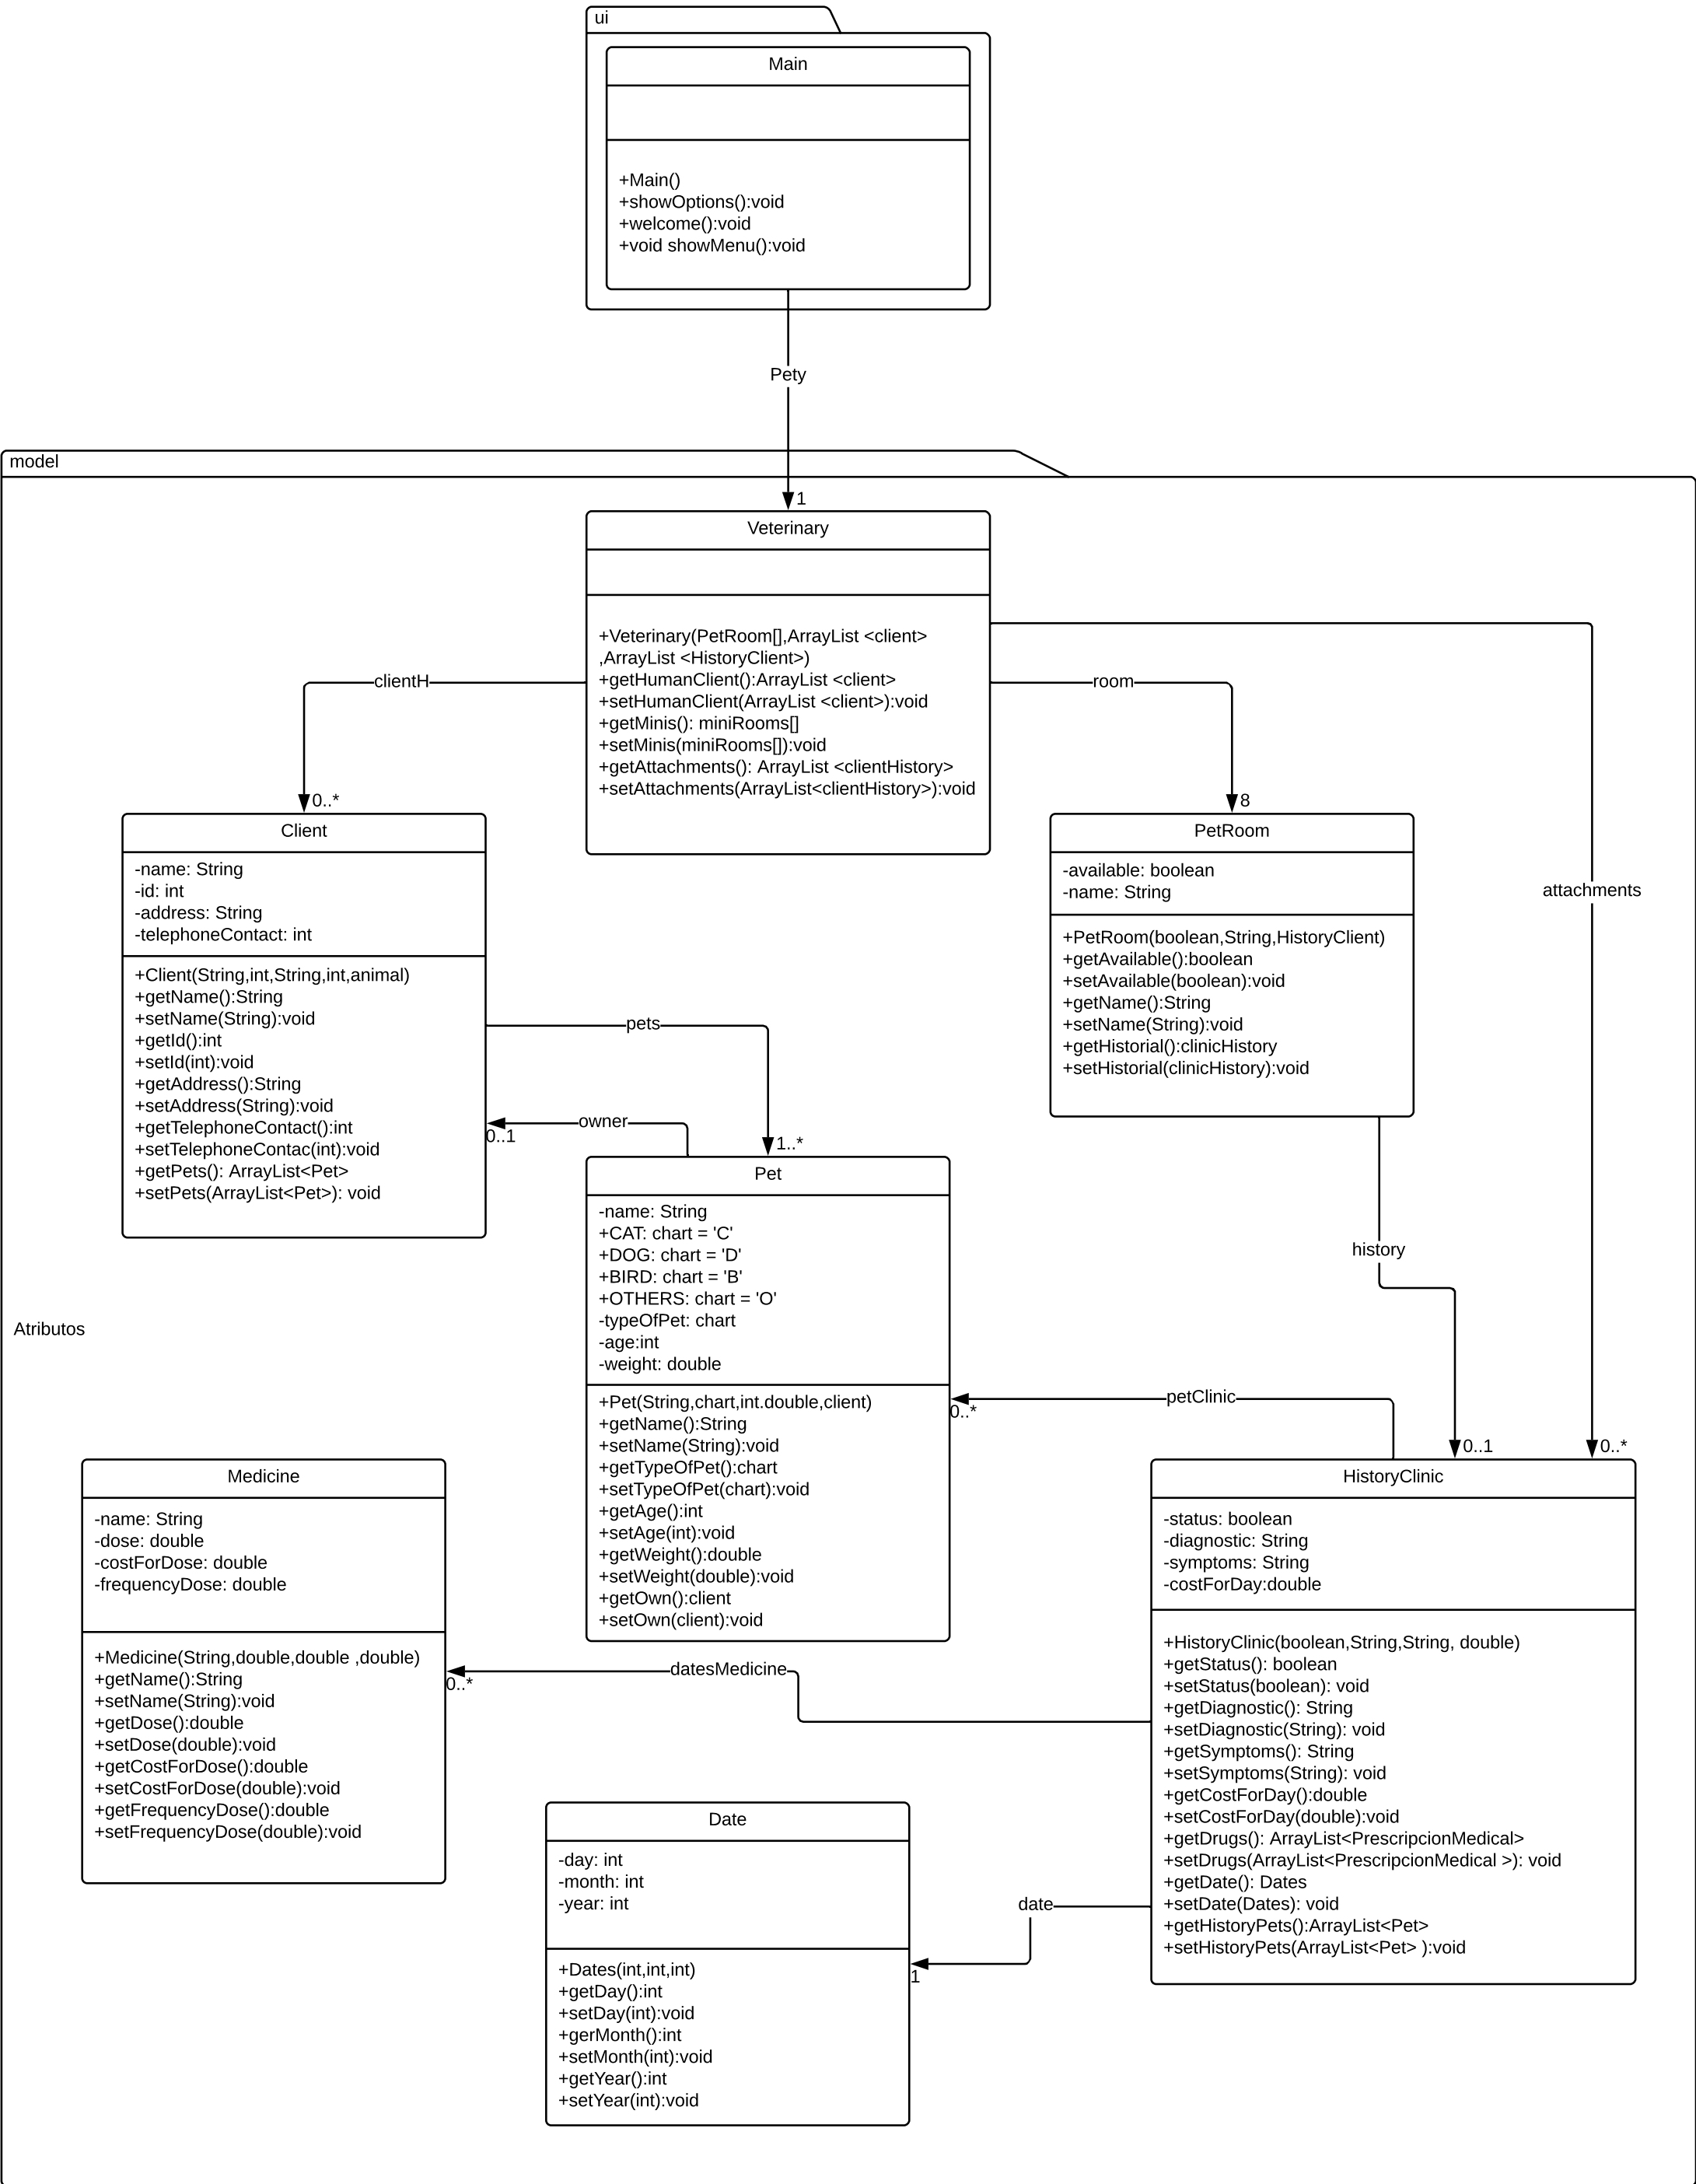 ui
Main
+Main()
+showOptions():void
+welcome():void
+void showMenu():void
Pety
model
1
Veterinary
+Veterinary(PetRoom[],ArrayList <client>
,ArrayList <HistoryClient>)
+getHumanClient():ArrayList <client>
+setHumanClient(ArrayList <client>):void
+getMinis(): miniRooms[]
+setMinis(miniRooms[]):void
+getAttachments(): ArrayList <clientHistory>
+setAttachments(ArrayList<clientHistory>):void
clientH
room
0..*
8
attachments
Client
-name: String
-id: int
-address: String
-telephoneContact: int
+Client(String,int,String,int,animal)
+getName():String
+setName(String):void
+getId():int
+setId(int):void
+getAddress():String
+setAddress(String):void
+getTelephoneContact():int
+setTelephoneContac(int):void
+getPets(): ArrayList<Pet>
+setPets(ArrayList<Pet>): void
PetRoom
-available: boolean
-name: String
+PetRoom(boolean,String,HistoryClient)
+getAvailable():boolean
+setAvailable(boolean):void
+getName():String
+setName(String):void
+getHistorial():clinicHistory
+setHistorial(clinicHistory):void
pets
owner
0..1
1..*
Pet
-name: String
+CAT: chart = 'C'
+DOG: chart = 'D'
+BIRD: chart = 'B'
+OTHERS: chart = 'O'
-typeOfPet: chart
-age:int
-weight: double
+Pet(String,chart,int.double,client)
+getName():String
+setName(String):void
+getTypeOfPet():chart
+setTypeOfPet(chart):void
+getAge():int
+setAge(int):void
+getWeight():double
+setWeight(double):void
+getOwn():client
+setOwn(client):void
history
Atributos
petClinic
0..*
0..1
0..*
Medicine
-name: String
-dose: double
-costForDose: double
-frequencyDose: double
+Medicine(String,double,double ,double)
+getName():String
+setName(String):void
+getDose():double
+setDose(double):void
+getCostForDose():double
+setCostForDose(double):void
+getFrequencyDose():double
+setFrequencyDose(double):void
HistoryClinic
-status: boolean
-diagnostic: String
-symptoms: String
-costForDay:double
+HistoryClinic(boolean,String,String, double)
+getStatus(): boolean
+setStatus(boolean): void
+getDiagnostic(): String
+setDiagnostic(String): void
+getSymptoms(): String
+setSymptoms(String): void
+getCostForDay():double
+setCostForDay(double):void
+getDrugs(): ArrayList<PrescripcionMedical>
+setDrugs(ArrayList<PrescripcionMedical >): void
+getDate(): Dates
+setDate(Dates): void
+getHistoryPets():ArrayList<Pet>
+setHistoryPets(ArrayList<Pet> ):void
datesMedicine
0..*
Date
-day: int
-month: int
-year: int
+Dates(int,int,int)
+getDay():int
+setDay(int):void
+gerMonth():int
+setMonth(int):void
+getYear():int
+setYear(int):void
date
1